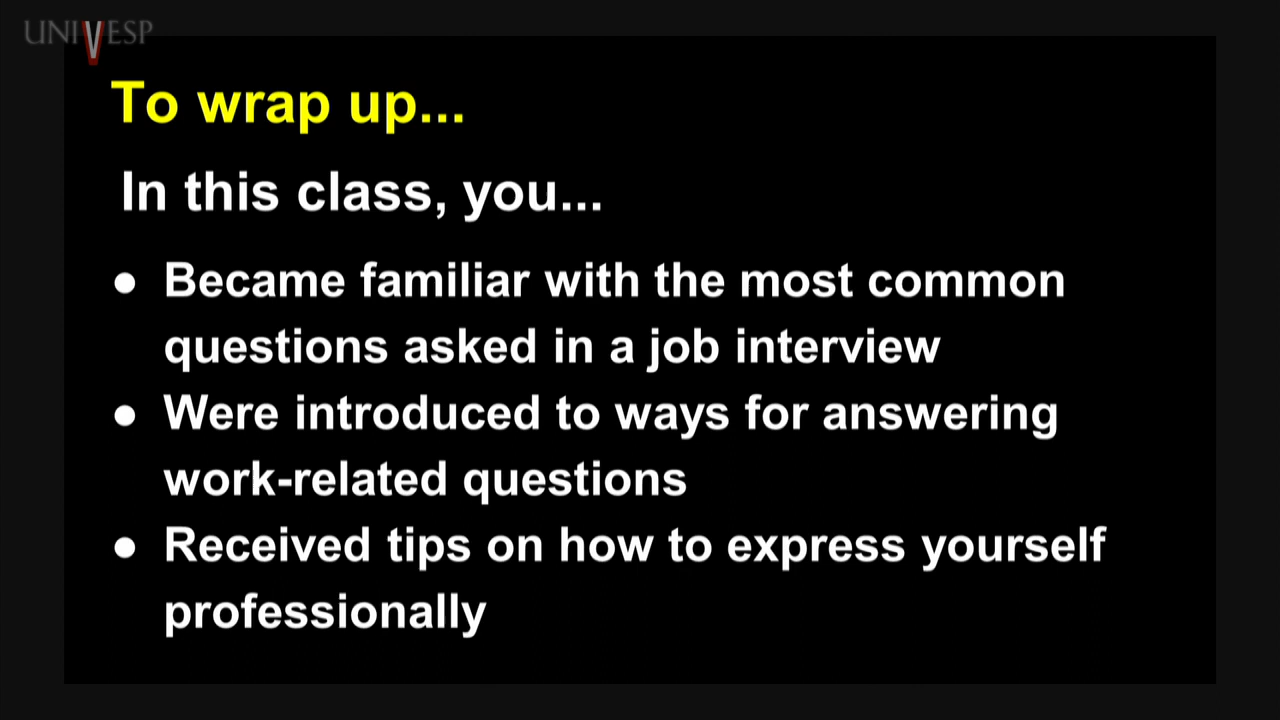 UNIVESP
To wrap up...
In this class, you...
● Became familiar with the most common
questions asked in a job interview
● Were introduced to ways for answering
work-related questions
● Received tips on how to express yourself
professionally